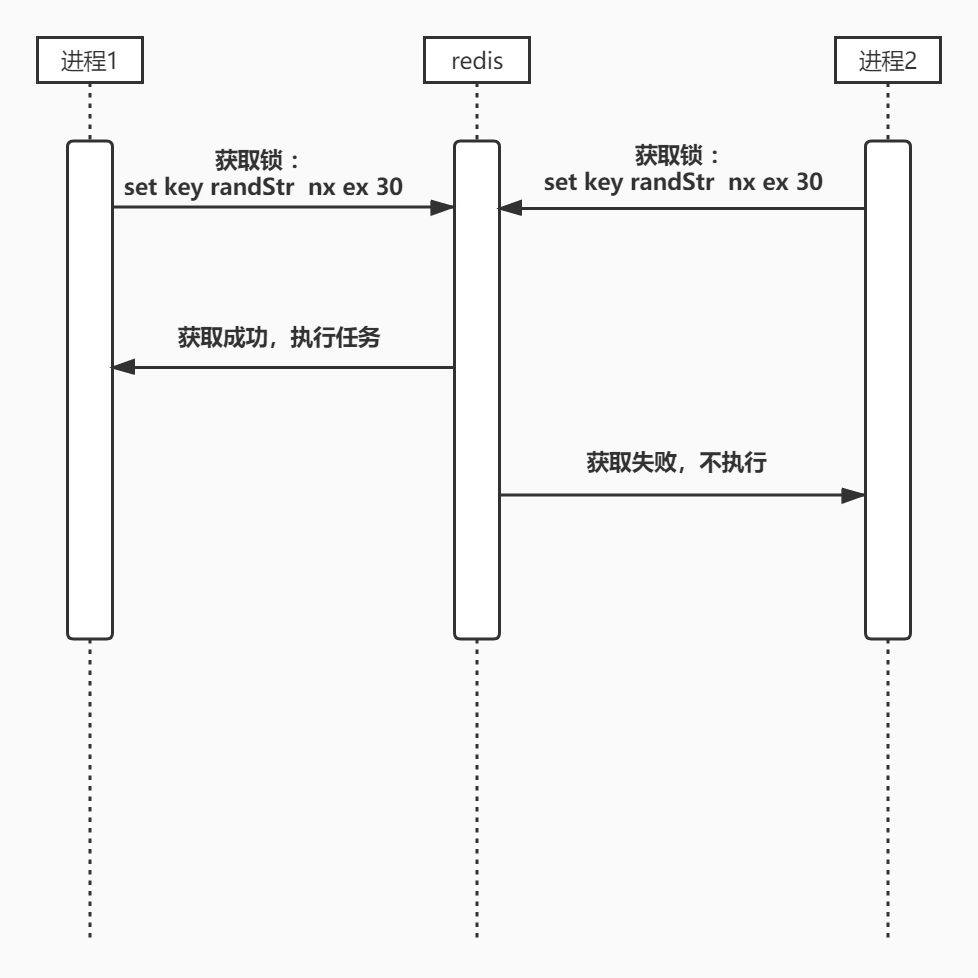 进程1
redis
进程2
获取锁：
set key randStr  nx ex 30
获取锁：
set key randStr  nx ex 30
获取成功，执行任务
获取失败，不执行